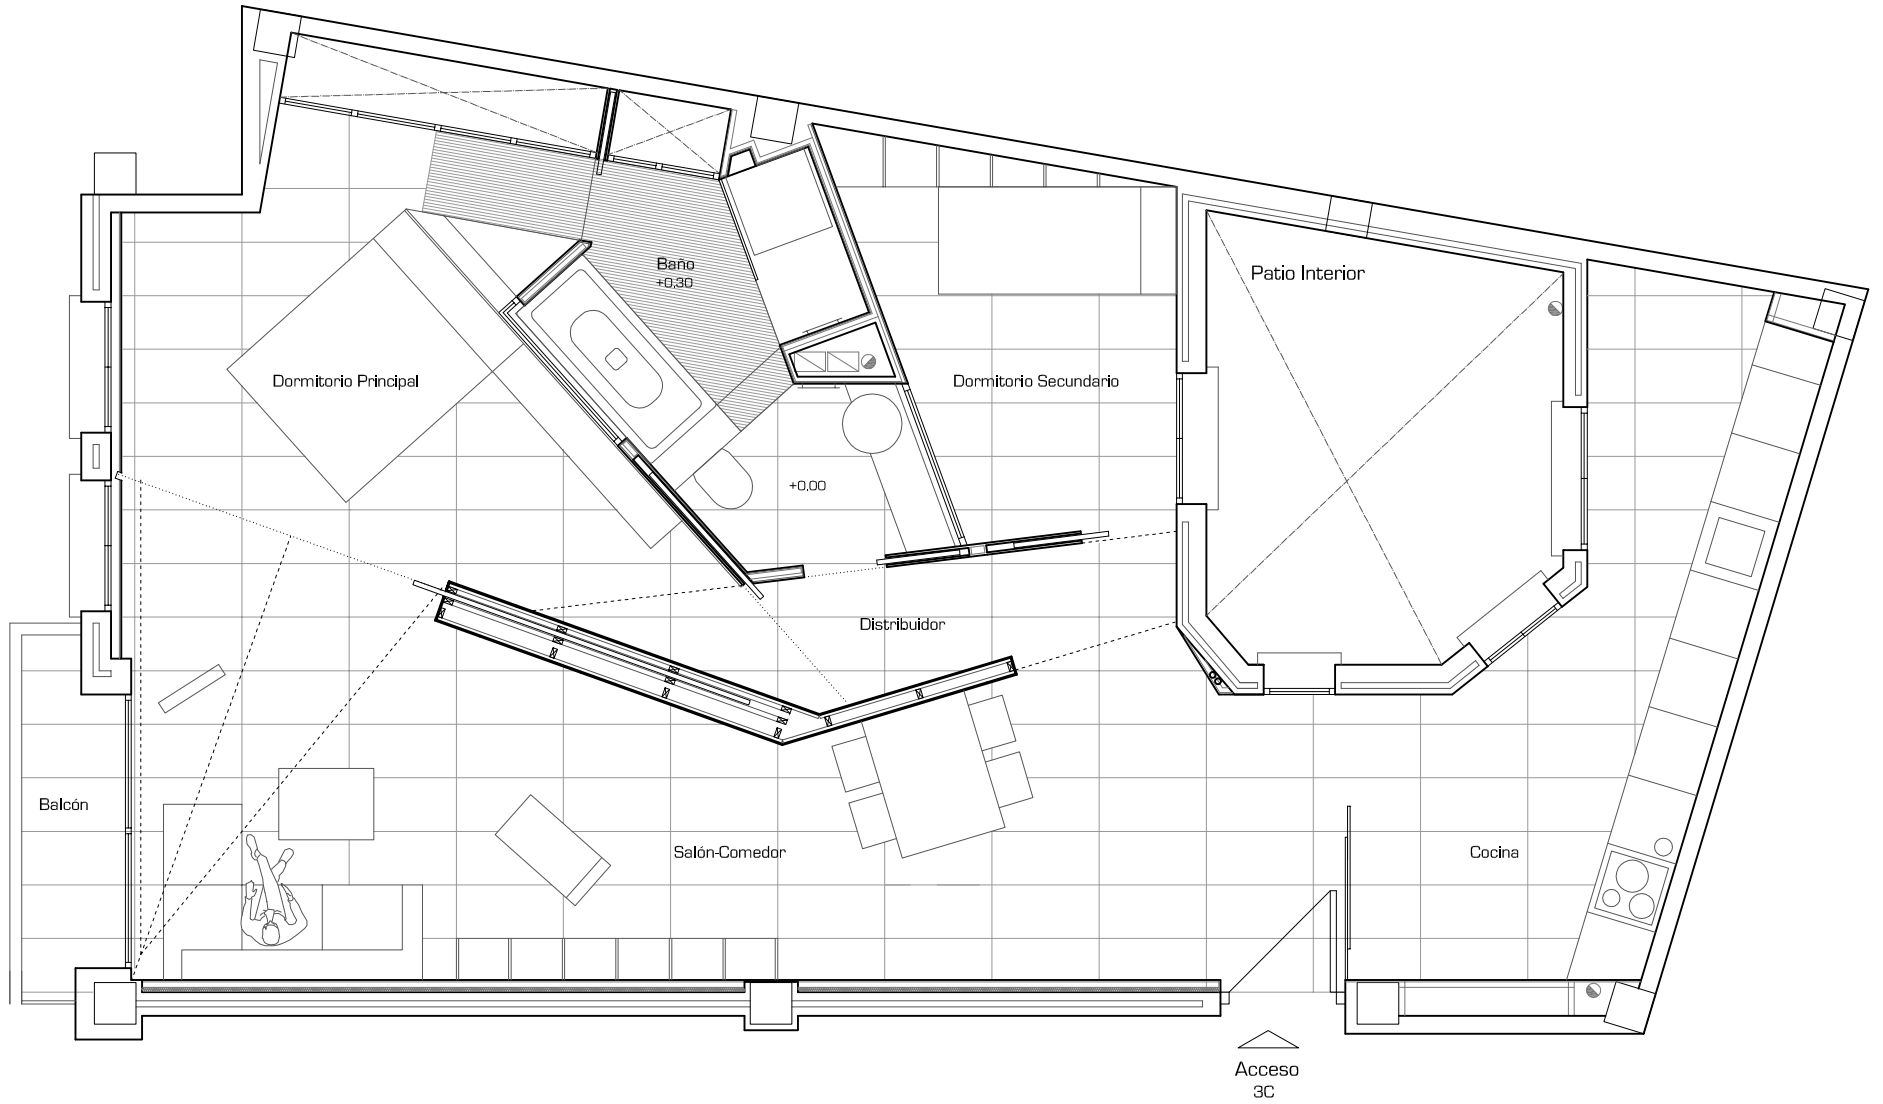 Patio Interior
Baño
+0,30
Dormitorio Principal
Dormitorio Secundario
+0,00
Distribuidor
Balcón
Salón-Comedor
Cocina
Acceso
3C